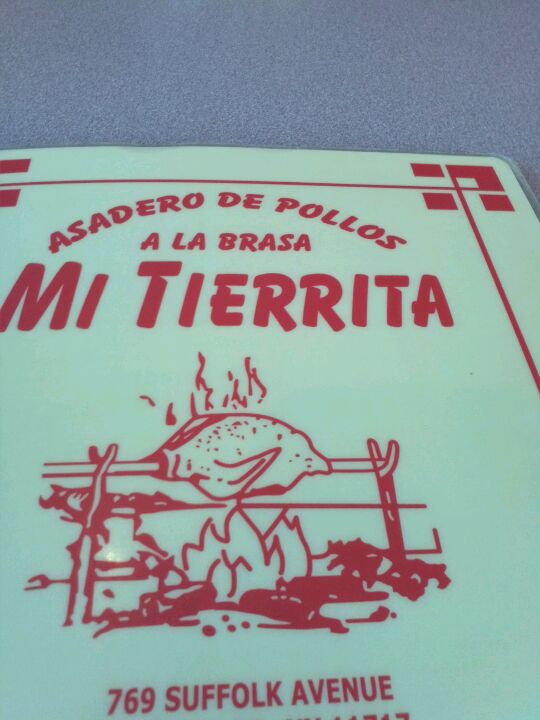 ASADERO DE POLLOS
A LA BRASA
MI TIERRITA
769 SUFFOLK AVENUE